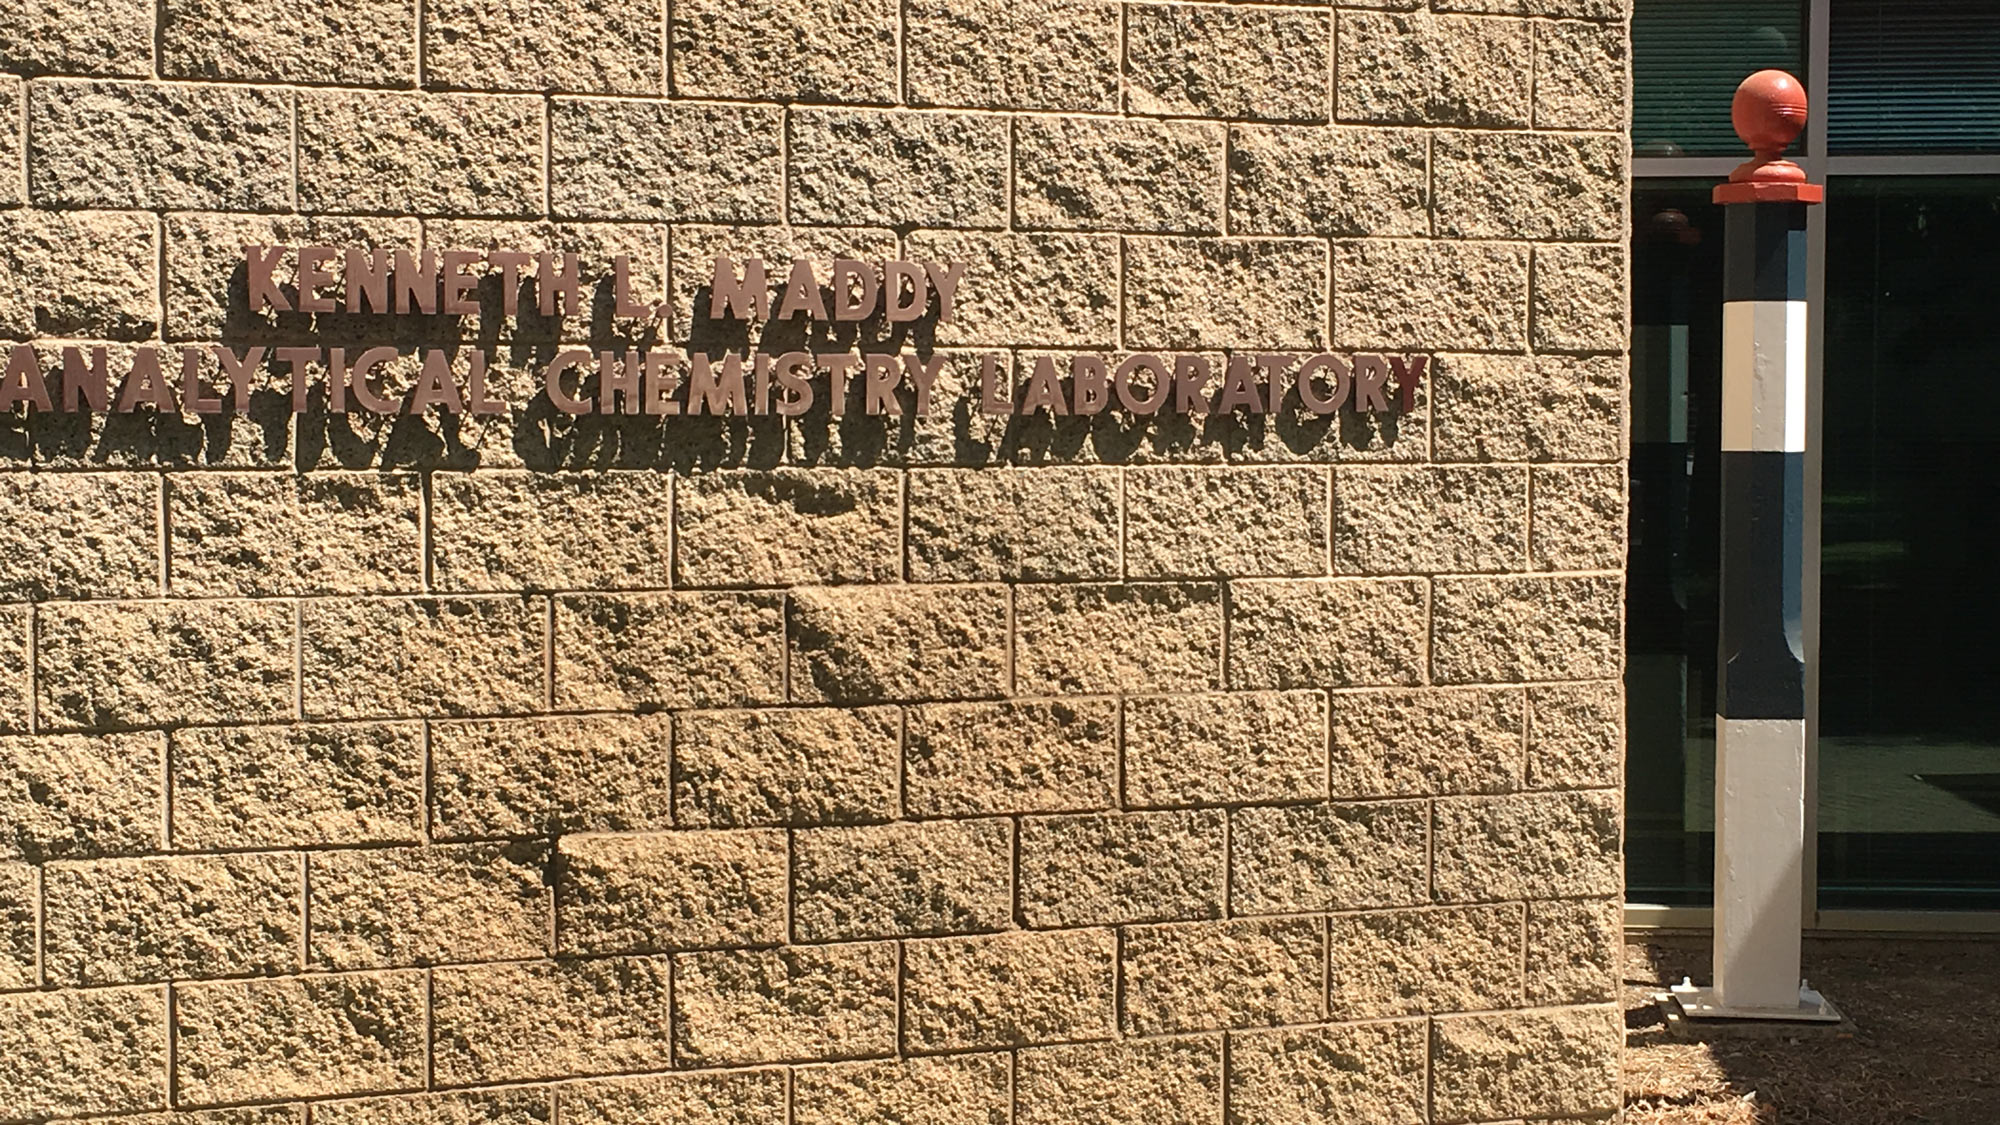 KENNETH L. MADDY
ANALYTICAL CHEMISTRY LABORATORY